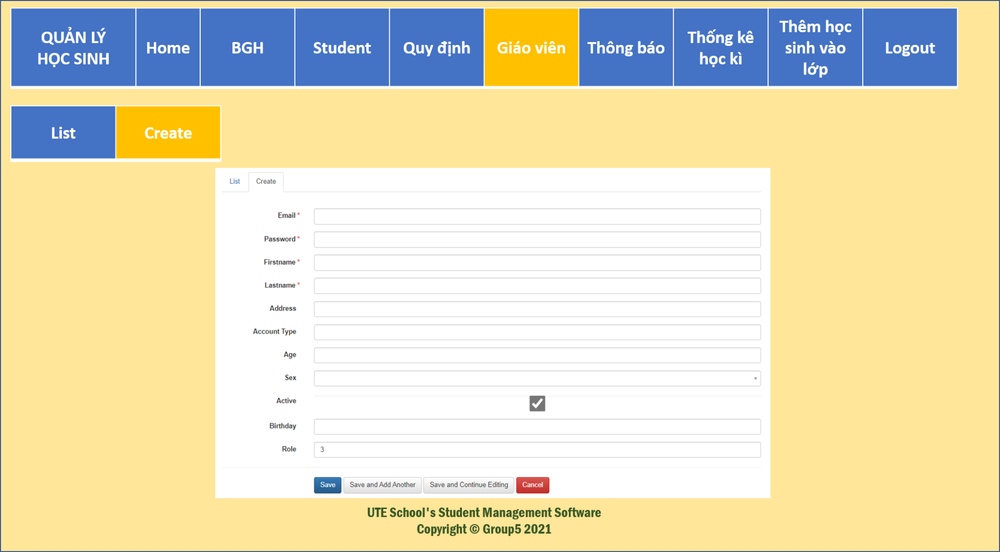 QUẢN LÝ
HỌC SINH
Home
BGH
Student
Quy định
Giáo viên
Thông báo
Thống kê
học kì
Thêm học
sinh vào
lớp
Logout
List
Create
List
Create
Email *
Password *
Firstname *
Lastname *
Address
Account Type
Age
Sex
Active
Birthday
Role
3
Save
Save and Add Another
Save and Continue Editing
Cancel
UTE School's Student Management Software
Copyright © Group5 2021